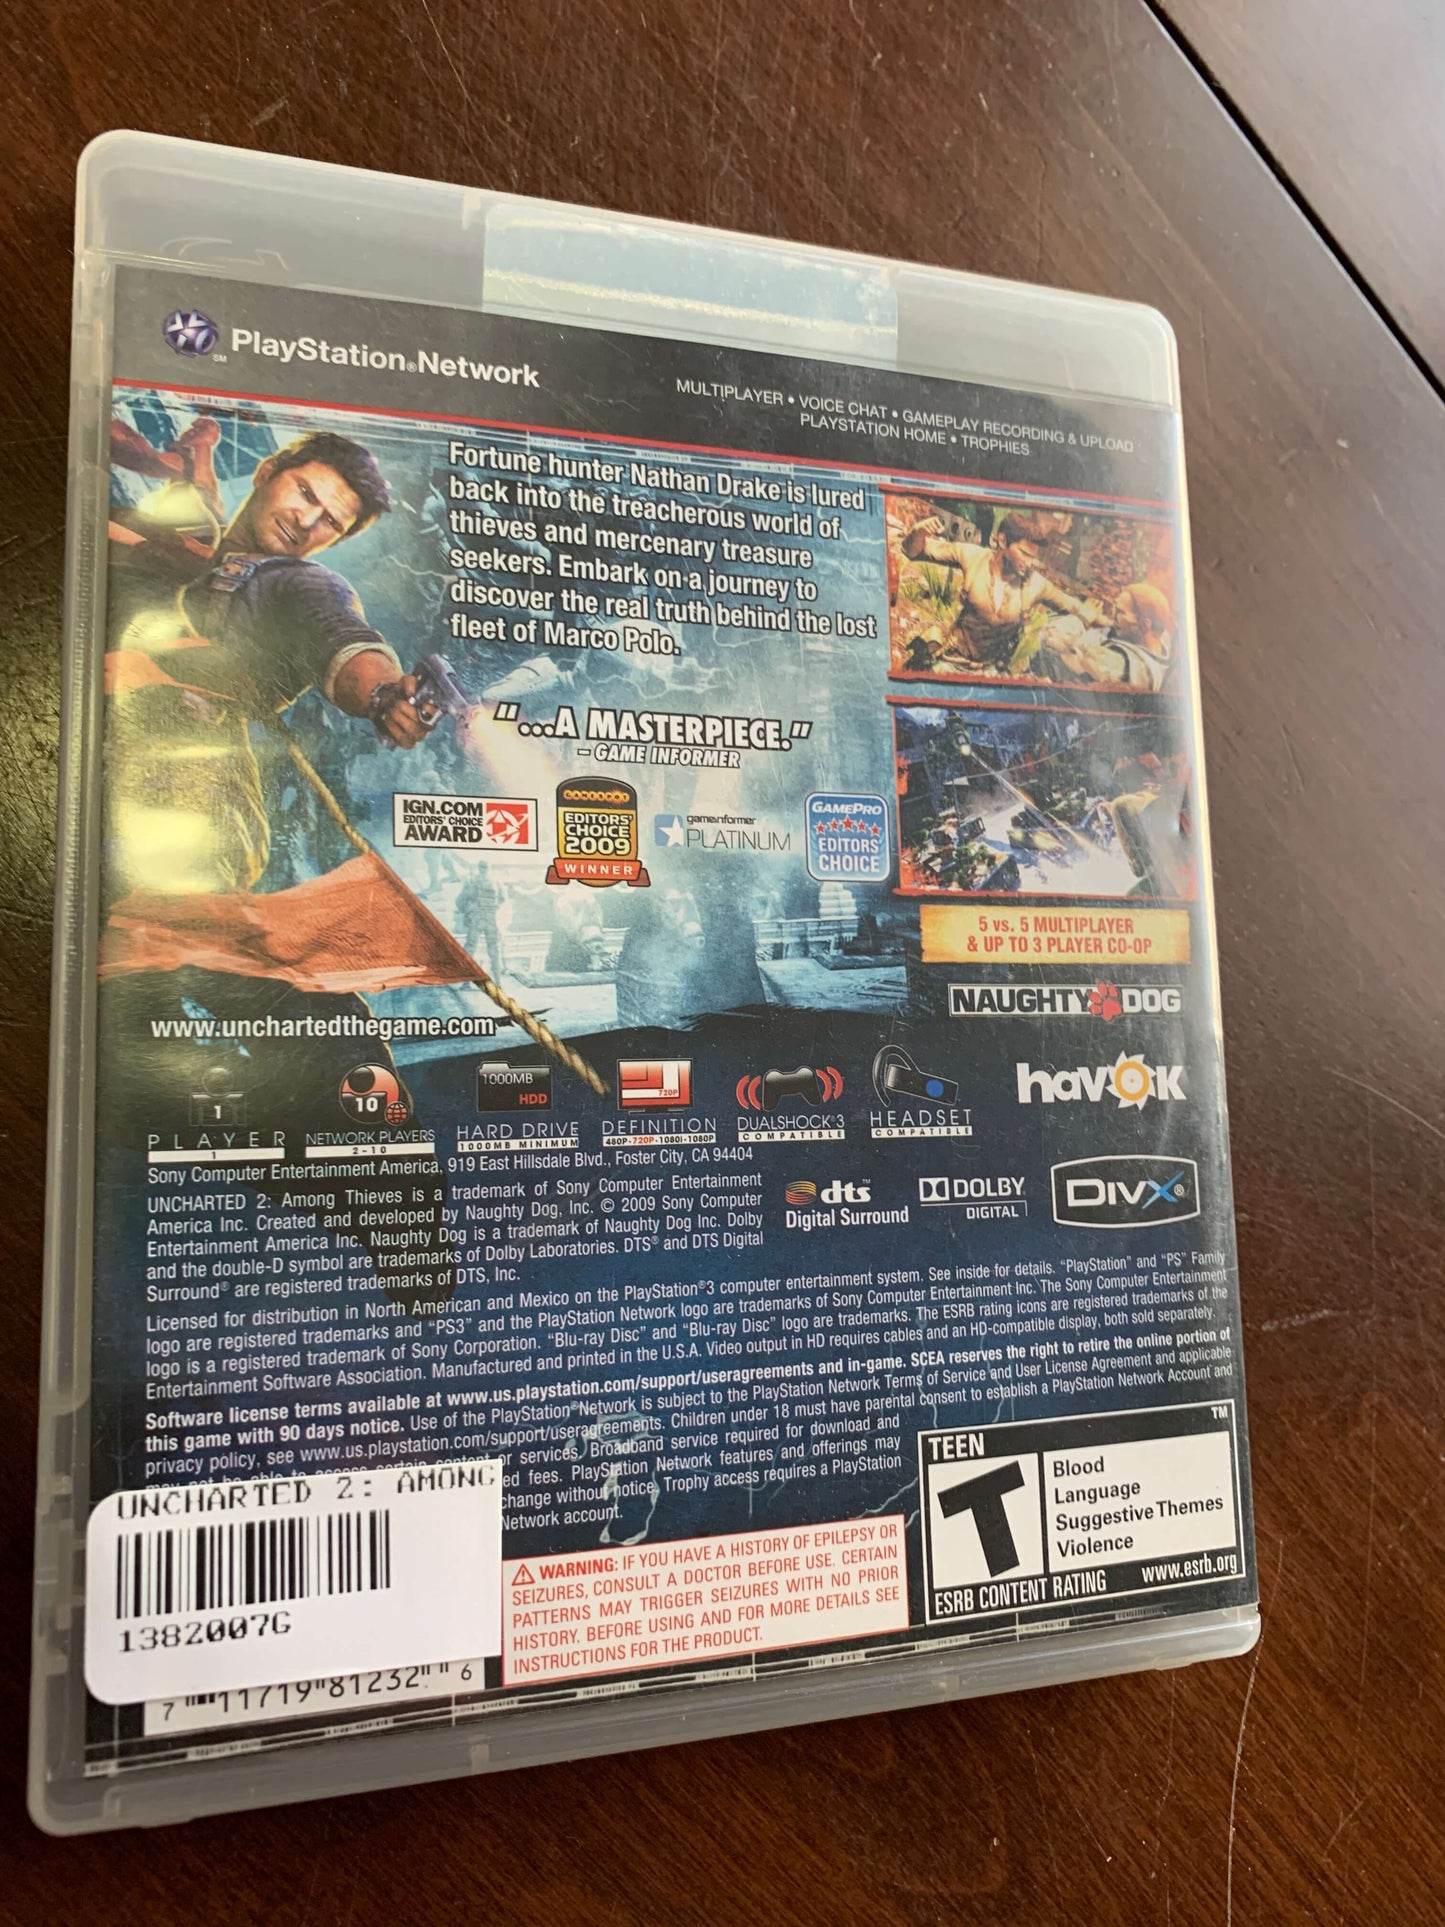 PlayStation®Network
SM
MULTIPLAYER • VOICE CHAT • GAMEPLAY RECORDING & UPLOAD
PLAYSTATION HOME • TROPHIES
Fortune hunter Nathan Drake is lured
back into the treacherous world of
thieves and mercenary treasure
seekers. Embark on a journey to
discover the real truth behind the lost
fleet of Marco Polo.
"...A MASTERPIECE."
– GAME INFORMER
IGN.COM
EDITORS' CHOICE
AWARD
GAMESPOT
EDITORS'
CHOICE
2009
WINNER
gameinformer
PLATINUM
GAMEPRO
EDITORS'
CHOICE
5 vs. 5 MULTIPLAYER
& UP TO 3 PLAYER CO-OP
NAUGHTY DOG
www.unchartedthegame.com
1
PLAYER
1
10
NETWORK PLAYERS
2-10
1000MB
HDD
HARD DRIVE
1000MB MINIMUM
720P
DEFINITION
480P·720P·1080i·1080P
DUALSHOCK®3
COMPATIBLE
HEADSET
COMPATIBLE
havok
Sony Computer Entertainment America, 919 East Hillsdale Blvd., Foster City, CA 94404
UNCHARTED 2: Among Thieves is a trademark of Sony Computer Entertainment
America Inc. Created and developed by Naughty Dog, Inc. © 2009 Sony Computer
Entertainment America Inc. Naughty Dog is a trademark of Naughty Dog Inc. Dolby
and the double-D symbol are trademarks of Dolby Laboratories. DTS® and DTS Digital
Surround® are registered trademarks of DTS, Inc.
dts™
Digital Surround
DOLBY
DIGITAL
DIVX®
Licensed for distribution in North American and Mexico on the PlayStation®3 computer entertainment system. See inside for details. "PlayStation" and "PS" Family
logo are registered trademarks and "PS3" and the PlayStation Network logo are trademarks of Sony Computer Entertainment Inc. The Sony Computer Entertainment
logo is a registered trademark of Sony Corporation. "Blu-ray Disc" and "Blu-ray Disc" logo are trademarks. The ESRB rating icons are registered trademarks of the
Entertainment Software Association. Manufactured and printed in the U.S.A. Video output in HD requires cables and an HD-compatible display, both sold separately.
Software license terms available at www.us.playstation.com/support/useragreements and in-game. SCEA reserves the right to retire the online portion of
this game with 90 days notice. Use of the PlayStation®Network is subject to the PlayStation Network Terms of Service and User License Agreement and applicable
privacy policy, see www.us.playstation.com/support/useragreements. Children under 18 must have parental consent to establish a PlayStation Network Account and
may not be able to access certain content or services. Broadband service required for download and
ed fees. PlayStation Network features and offerings may
change without notice. Trophy access requires a PlayStation
Network account.
UNCHARTED 2: AMONG
1382007G
7 11719 81232 6
WARNING: IF YOU HAVE A HISTORY OF EPILEPSY OR
SEIZURES, CONSULT A DOCTOR BEFORE USE. CERTAIN
PATTERNS MAY TRIGGER SEIZURES WITH NO PRIOR
HISTORY. BEFORE USING AND FOR MORE DETAILS SEE
INSTRUCTIONS FOR THE PRODUCT.
TEEN
TM
T
Blood
Language
Suggestive Themes
Violence
ESRB CONTENT RATING
www.esrb.org